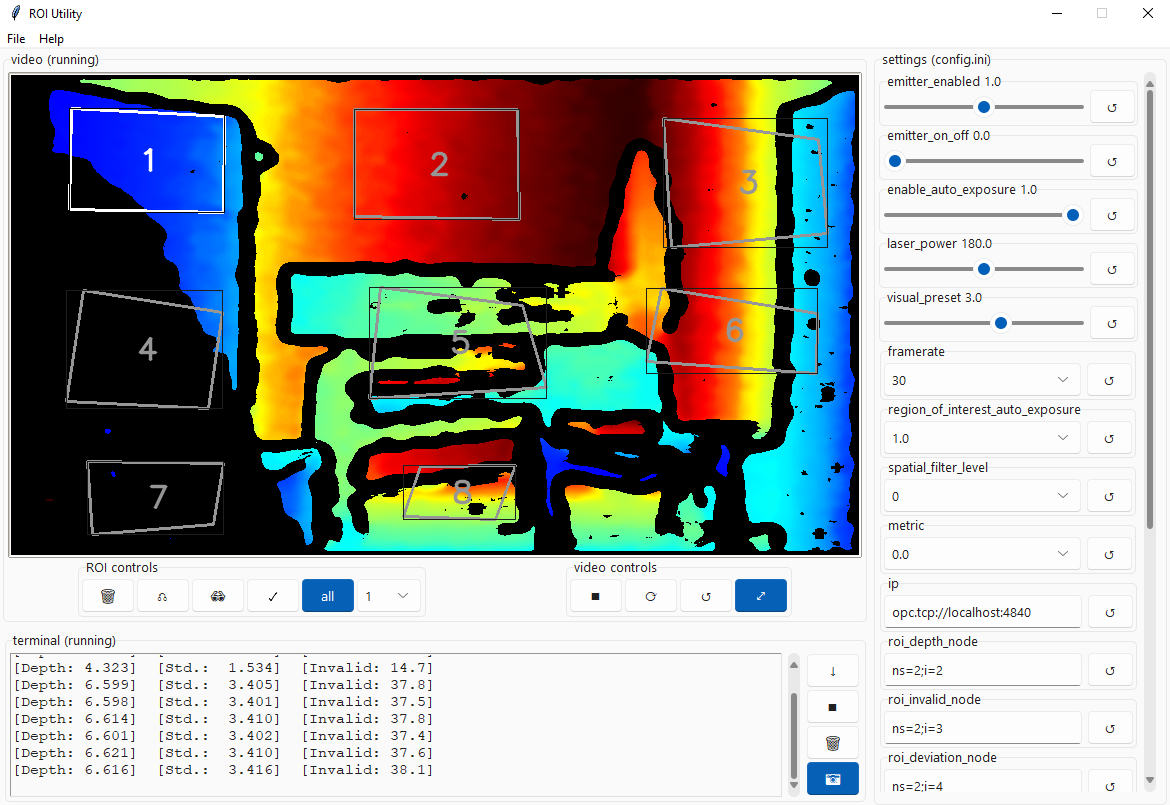 ROI Utility
File Help
video (running)
1
2
3
4
5
6
7
8
ROI controls
all
1
video controls
terminal (running)
[Depth: 4.323] [Std.: 1.534] [Invalid: 14.7]
[Depth: 6.599] [Std.: 3.405] [Invalid: 37.8]
[Depth: 6.598] [Std.: 3.401] [Invalid: 37.5]
[Depth: 6.614] [Std.: 3.410] [Invalid: 37.8]
[Depth: 6.601] [Std.: 3.402] [Invalid: 37.4]
[Depth: 6.621] [Std.: 3.410] [Invalid: 37.6]
[Depth: 6.616] [Std.: 3.416] [Invalid: 38.1]
settings (config.ini)
emitter_enabled 1.0
emitter_on_off 0.0
enable_auto_exposure 1.0
laser_power 180.0
visual_preset 3.0
framerate
30
region_of_interest_auto_exposure
1.0
spatial_filter_level
0
metric
0.0
ip
opc.tcp://localhost:4840
roi_depth_node
ns=2;i=2
roi_invalid_node
ns=2;i=3
roi_deviation_node
ns=2;i=4